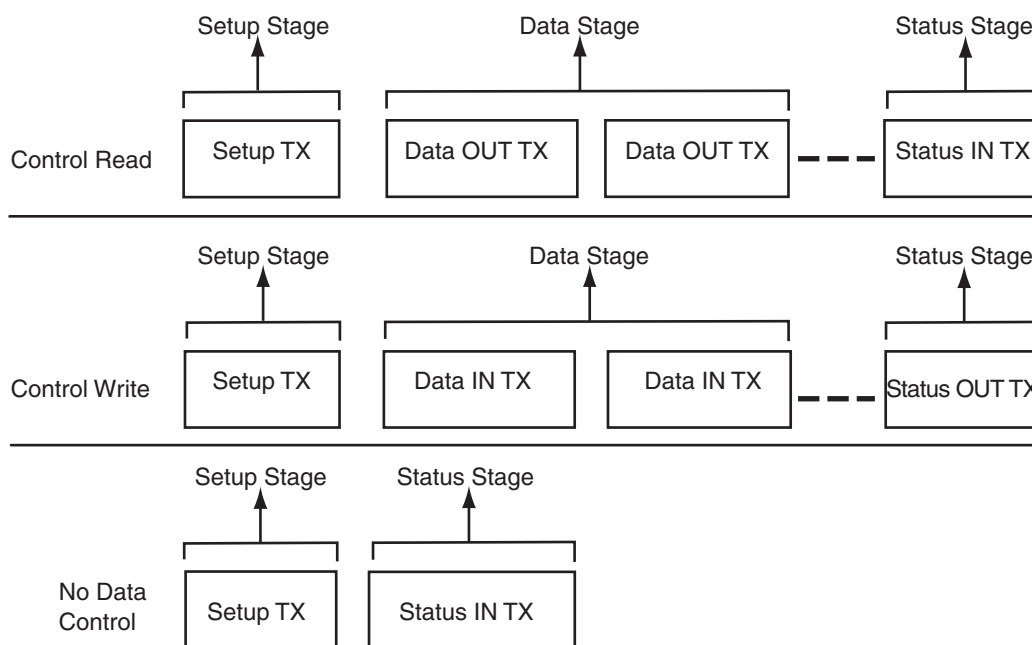 Setup Stage Data Stage Status Stage
Control Read Setup TX Data OUT TX Data OUT TX Status IN TX
Setup Stage Data Stage Status Stage
Control Write Setup TX Data IN TX Data IN TX Status OUT TX
Setup Stage Status Stage
No Data
Control
Setup TX Status IN TX